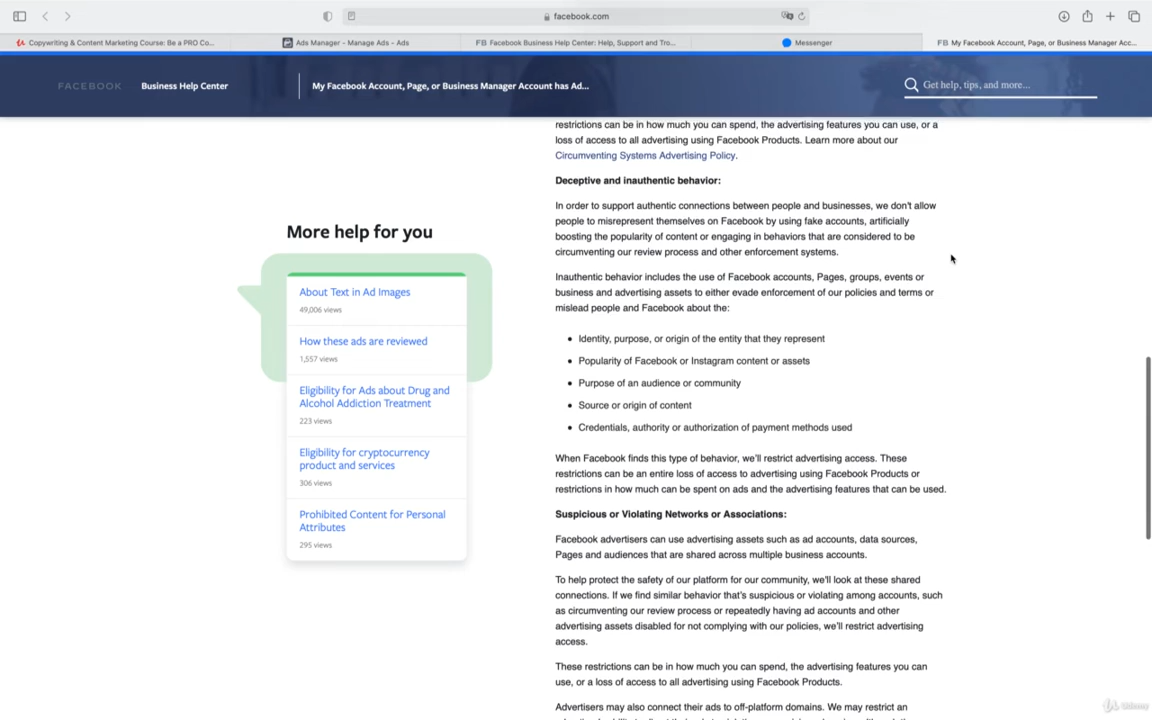 facebook.com
Copywriting & Content Marketing Course: Be a PRO Co...
Ads Manager - Manage Ads - Ads
FB Facebook Business Help Center: Help, Support and Tro...
Messenger
FB My Facebook Account, Page, or Business Manager Acc...
FACEBOOK
Business Help Center
My Facebook Account, Page, or Business Manager Account has Ad...
Get help, tips, and more...
More help for you
About Text in Ad Images
49,006 views
How these ads are reviewed
1,557 views
Eligibility for Ads about Drug and
Alcohol Addiction Treatment
223 views
Eligibility for cryptocurrency
product and services
306 views
Prohibited Content for Personal
Attributes
295 views
restrictions can be in how much you can spend, the advertising features you can use, or a
loss of access to all advertising using Facebook Products. Learn more about our
Circumventing Systems Advertising Policy.
Deceptive and inauthentic behavior:
In order to support authentic connections between people and businesses, we don't allow
people to misrepresent themselves on Facebook by using fake accounts, artificially
boosting the popularity of content or engaging in behaviors that are considered to be
circumventing our review process and other enforcement systems.
Inauthentic behavior includes the use of Facebook accounts, Pages, groups, events or
business and advertising assets to either evade enforcement of our policies and terms or
mislead people and Facebook about the:
• Identity, purpose, or origin of the entity that they represent
• Popularity of Facebook or Instagram content or assets
• Purpose of an audience or community
• Source or origin of content
• Credentials, authority or authorization of payment methods used
When Facebook finds this type of behavior, we'll restrict advertising access. These
restrictions can be an entire loss of access to advertising using Facebook Products or
restrictions in how much can be spent on ads and the advertising features that can be used.
Suspicious or Violating Networks or Associations:
Facebook advertisers can use advertising assets such as ad accounts, data sources,
Pages and audiences that are shared across multiple business accounts.
To help protect the safety of our platform for our community, we'll look at these shared
connections. If we find similar behavior that's suspicious or violating among accounts, such
as circumventing our review process or repeatedly having ad accounts and other
advertising assets disabled for not complying with our policies, we'll restrict advertising
access.
These restrictions can be in how much you can spend, the advertising features you can
use, or a loss of access to all advertising using Facebook Products.
Advertisers may also connect their ads to off-platform domains. We may restrict an
Udemy